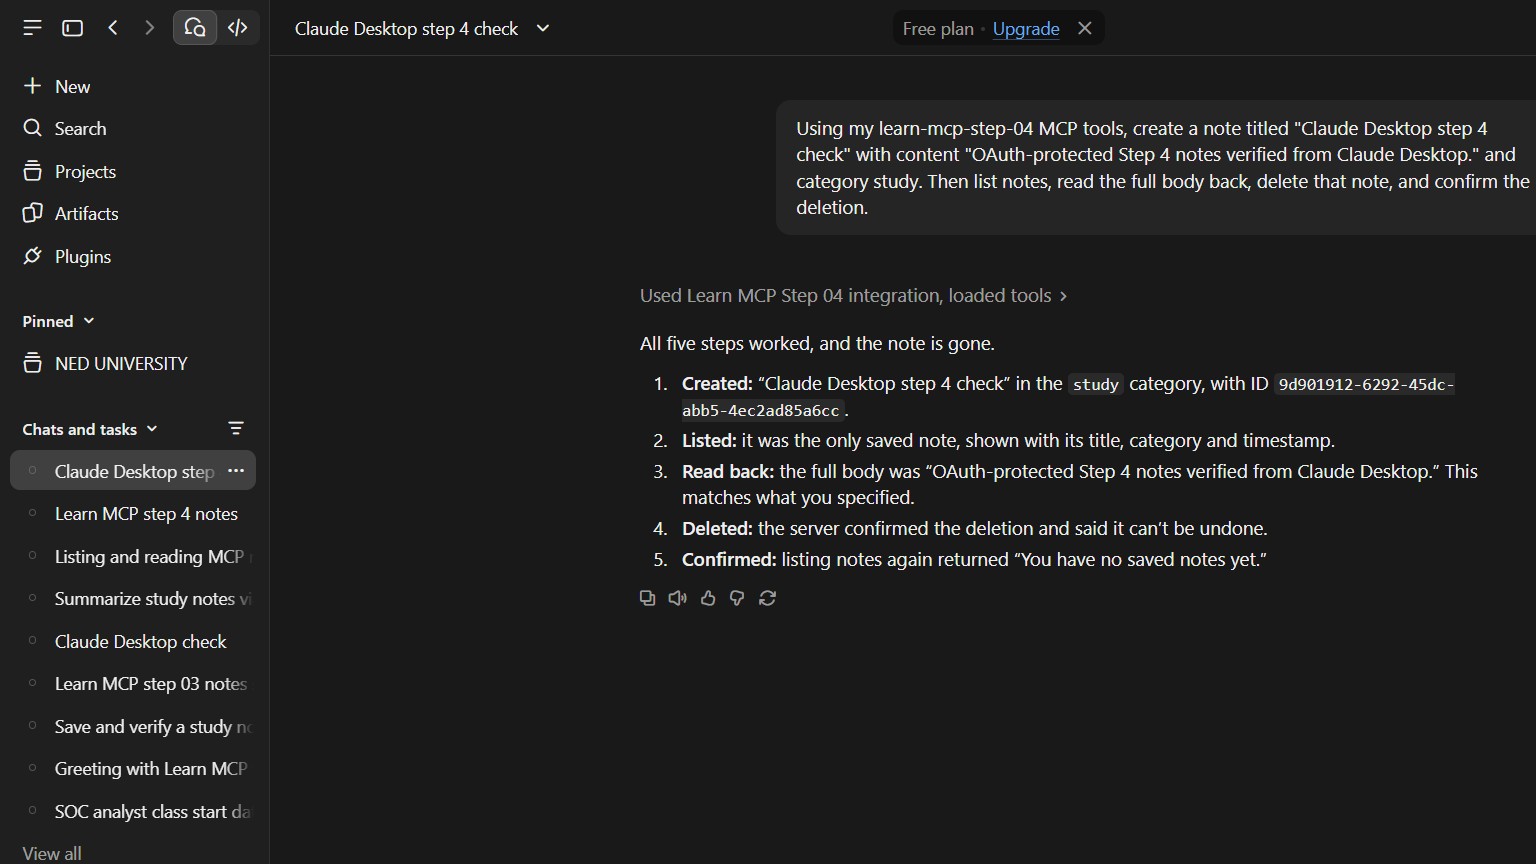 Claude Desktop step 4 check
Free plan · Upgrade
New
Search
Projects
Artifacts
Plugins
Pinned
NED UNIVERSITY
Chats and tasks
Claude Desktop step
Learn MCP step 4 notes
Listing and reading MCP
Summarize study notes vi
Claude Desktop check
Learn MCP step 03 notes
Save and verify a study no
Greeting with Learn MCP
SOC analyst class start da
View all
Using my learn-mcp-step-04 MCP tools, create a note titled "Claude Desktop step 4
check" with content "OAuth-protected Step 4 notes verified from Claude Desktop." and
category study. Then list notes, read the full body back, delete that note, and confirm the
deletion.
Used Learn MCP Step 04 integration, loaded tools
All five steps worked, and the note is gone.
1. Created: “Claude Desktop step 4 check” in the study category, with ID 9d901912-6292-45dc-
abb5-4ec2ad85a6cc.
2. Listed: it was the only saved note, shown with its title, category and timestamp.
3. Read back: the full body was “OAuth-protected Step 4 notes verified from Claude Desktop.” This
matches what you specified.
4. Deleted: the server confirmed the deletion and said it can’t be undone.
5. Confirmed: listing notes again returned “You have no saved notes yet.”